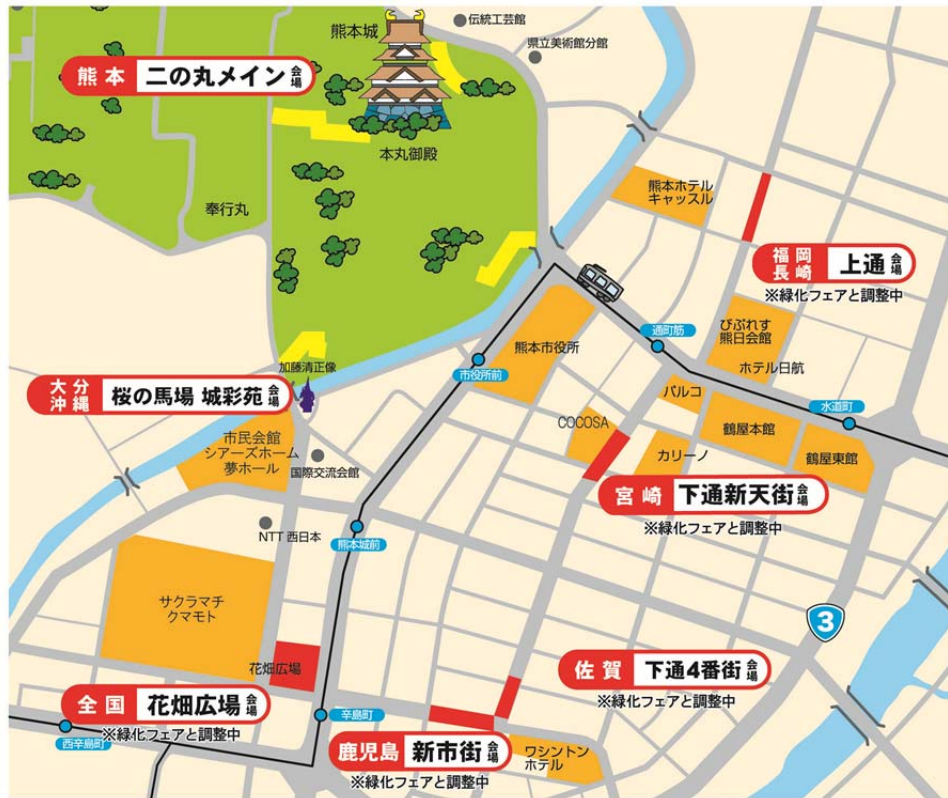 熊本城
伝統工芸館
県立美術館分館
熊本 二の丸メイン会場
本丸御殿
奉行丸
熊本ホテル
キャッスル
福岡
長崎
上通会場
※緑化フェアと調整中
びぷれす
熊日会館
ホテル日航
通町筋
熊本市役所
市役所前
加藤清正像
パルコ
水道町
大分
沖縄
桜の馬場 城彩苑会場
COCOSA
鶴屋本館
市民会館
シアーズホーム
夢ホール
国際交流会館
カリーノ
鶴屋東館
宮崎 下通新天街会場
※緑化フェアと調整中
NTT 西日本
熊本城前
サクラマチ
クマモト
3
花畑広場
佐賀 下通4番街会場
※緑化フェアと調整中
全国 花畑広場会場
※緑化フェアと調整中
西辛島町
辛島町
鹿児島 新市街会場
※緑化フェアと調整中
ワシントン
ホテル